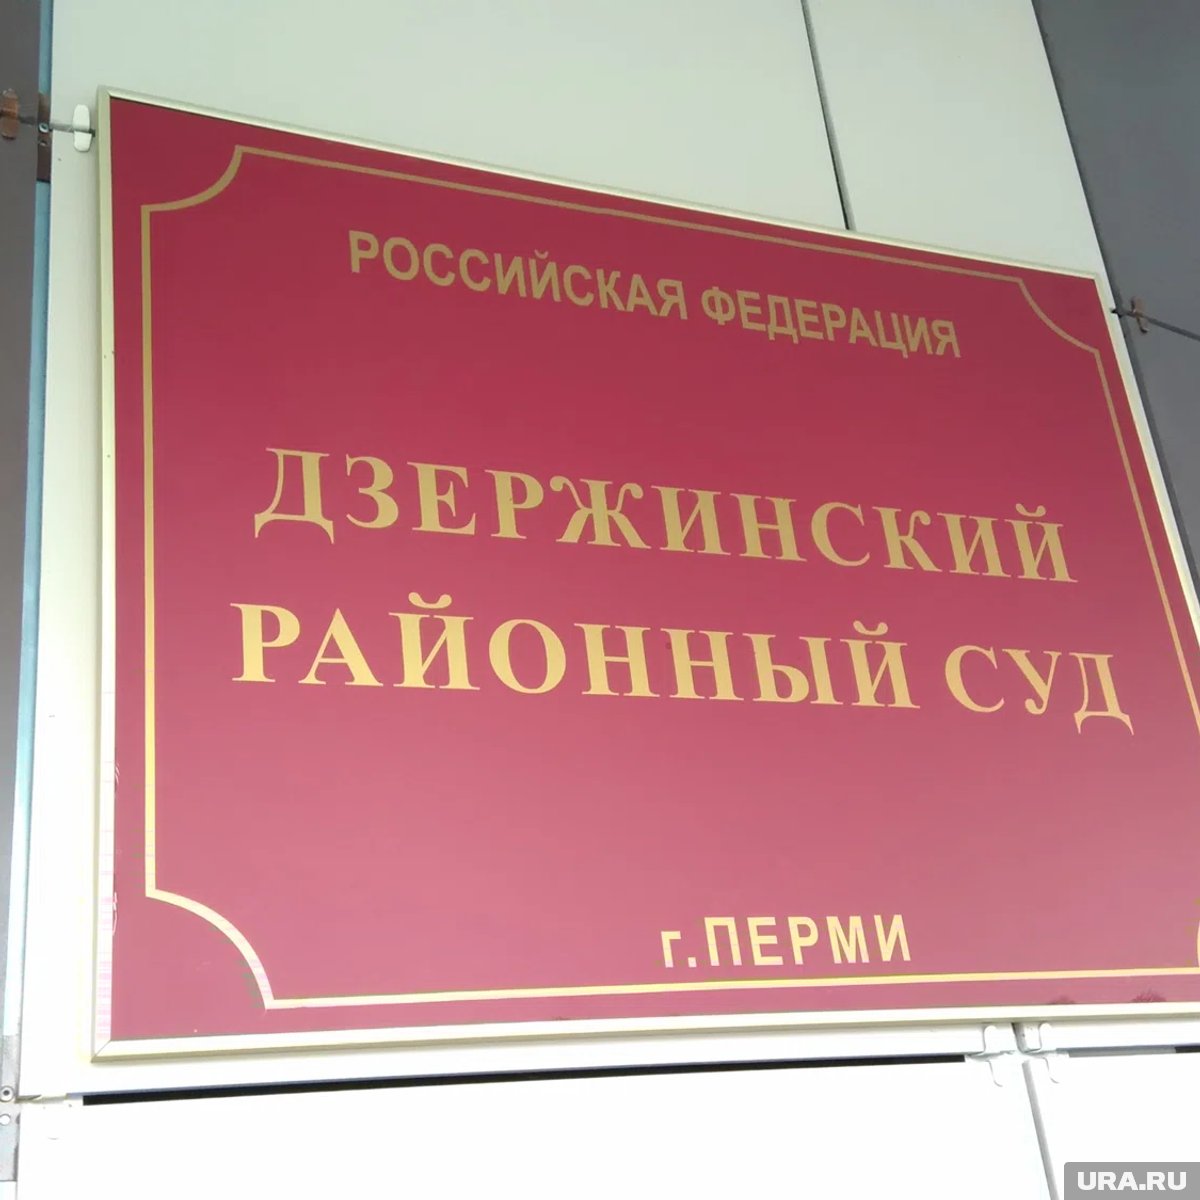 РОССИЙСКАЯ ФЕДЕРАЦИЯ
ДЗЕРЖИНСКИЙ
РАЙОННЫЙ СУД
г.ПЕРМИ
URA.RU